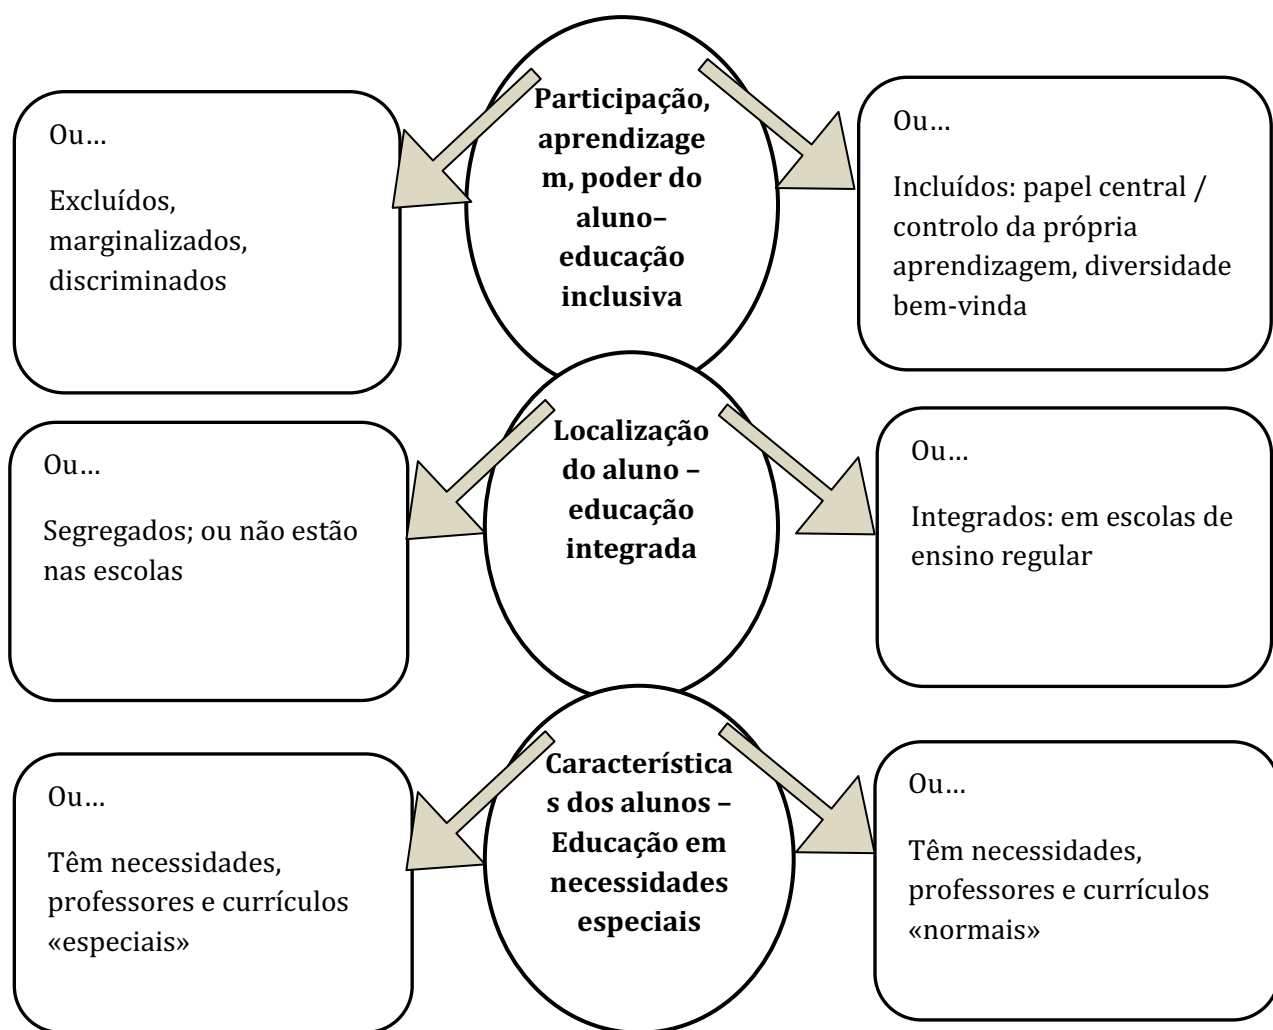 Participação,
aprendizage
m, poder do
aluno–
educação
inclusiva
Ou…
Excluídos,
marginalizados,
discriminados
Ou…
Incluídos: papel central /
controlo da própria
aprendizagem, diversidade
bem-vinda
Localização
do aluno –
educação
integrada
Ou…
Segregados; ou não estão
nas escolas
Ou…
Integrados: em escolas de
ensino regular
Característica
s dos alunos –
Educação em
necessidades
especiais
Ou…
Têm necessidades,
professores e currículos
«especiais»
Ou…
Têm necessidades,
professores e currículos
«normais»